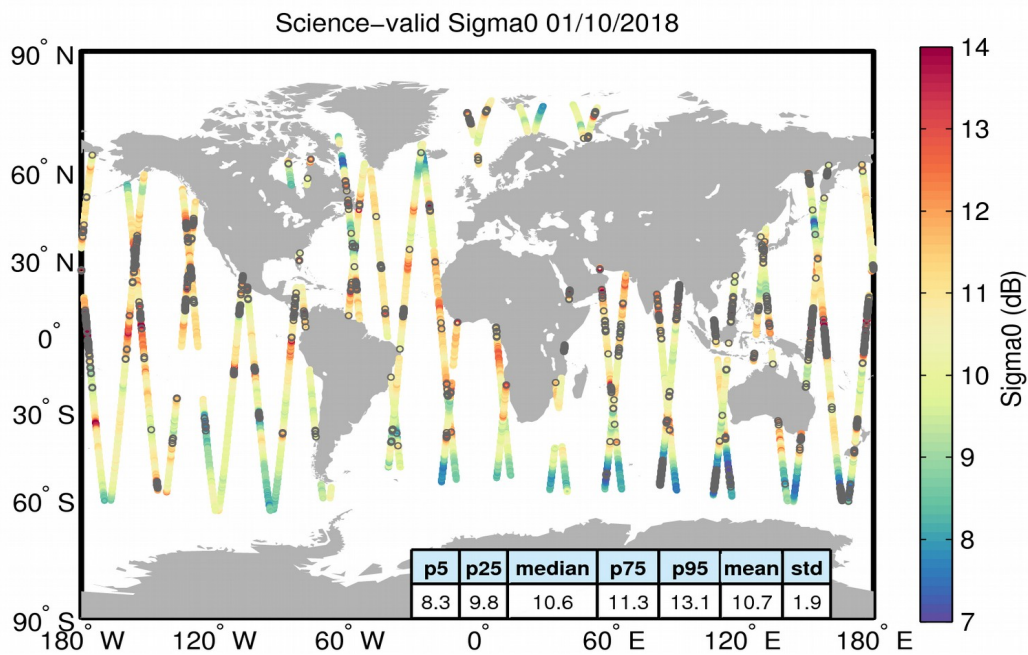 Science−valid Sigma0 01/10/2018
90° N
60° N
30° N
0°
30° S
60° S
90° S
180° W
120° W
60° W
0°
60° E
120° E
180° E
p5 p25 median p75 p95 mean std
8.3 9.8 10.6 11.3 13.1 10.7 1.9
14
13
12
11
10
9
8
7
Sigma0 (dB)